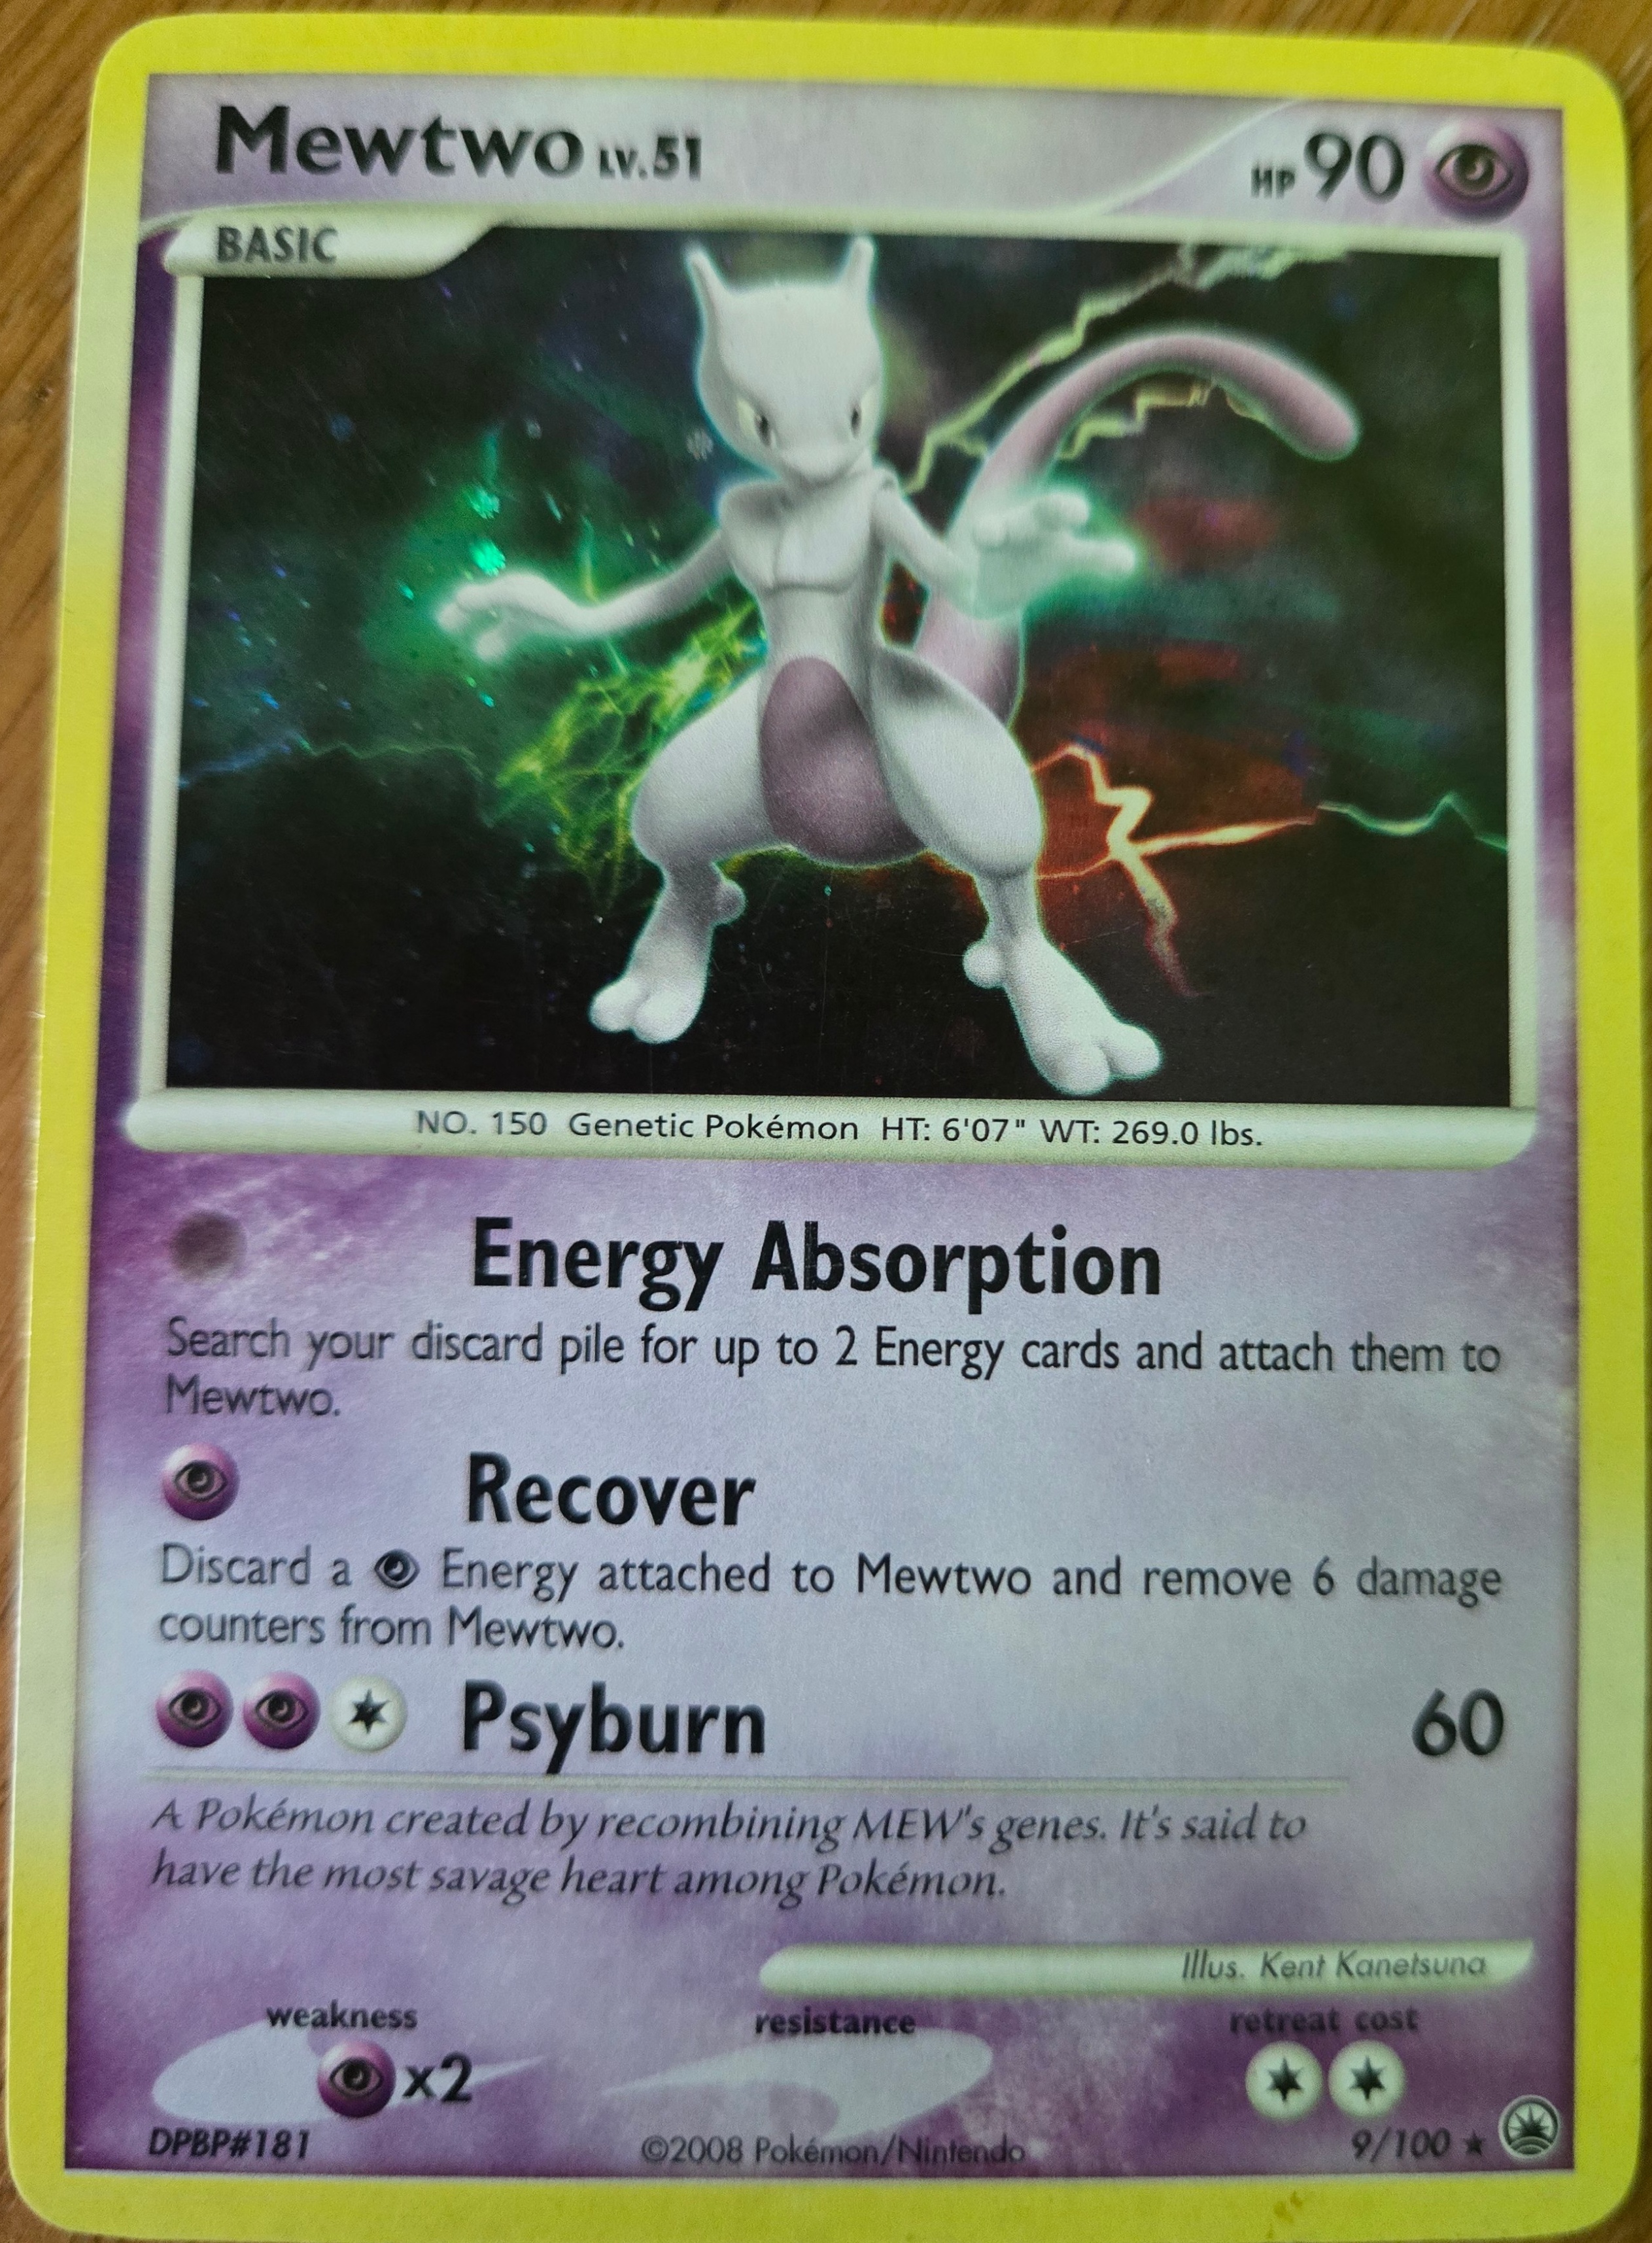 Mewtwo LV.51 HP 90
BASIC
NO. 150 Genetic Pokémon HT: 6'07" WT: 269.0 lbs.
Energy Absorption
Search your discard pile for up to 2 Energy cards and attach them to
Mewtwo.
Recover
Discard a Energy attached to Mewtwo and remove 6 damage
counters from Mewtwo.
Psyburn 60
A Pokémon created by recombining MEW's genes. It's said to
have the most savage heart among Pokémon.
Illus. Kent Kanetsuna
weakness resistance retreat cost
x2
DPBP#181 ©2008 Pokémon/Nintendo 9/100 ★